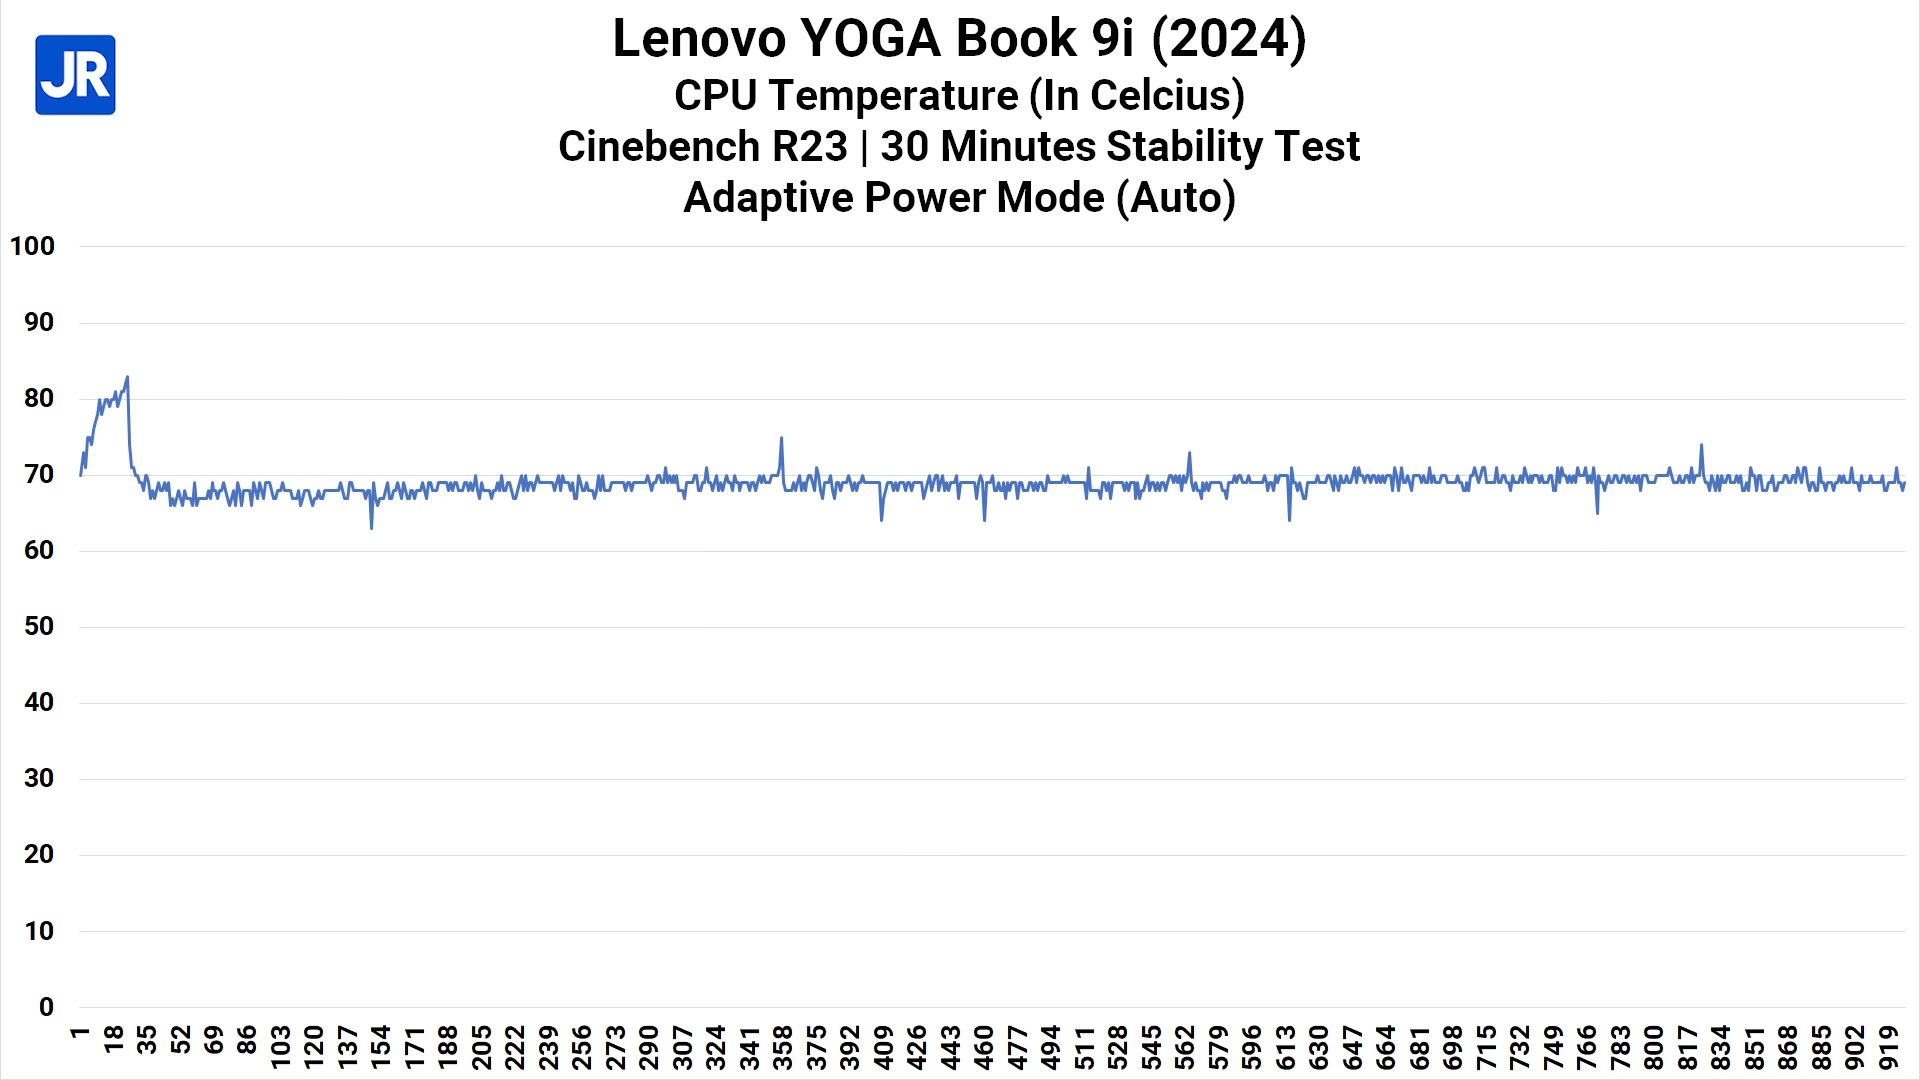 JR
Lenovo YOGA Book 9i (2024)
CPU Temperature (In Celcius)
Cinebench R23 | 30 Minutes Stability Test
Adaptive Power Mode (Auto)
100
90
80
70
60
50
40
30
20
10
0
1 18 35 52 69 86 103 120 137 154 171 188 205 222 239 256 273 290 307 324 341 358 375 392 409 426 443 460 477 494 511 528 545 562 579 596 613 630 647 664 681 698 715 732 749 766 783 800 817 834 851 868 885 902 919